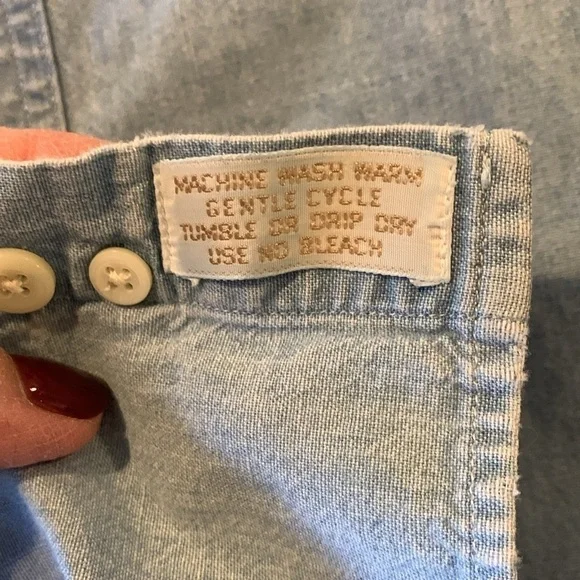 MACHINE WASH WARM
GENTLE CYCLE
TUMBLE OR DRIP DRY
USE NO BLEACH